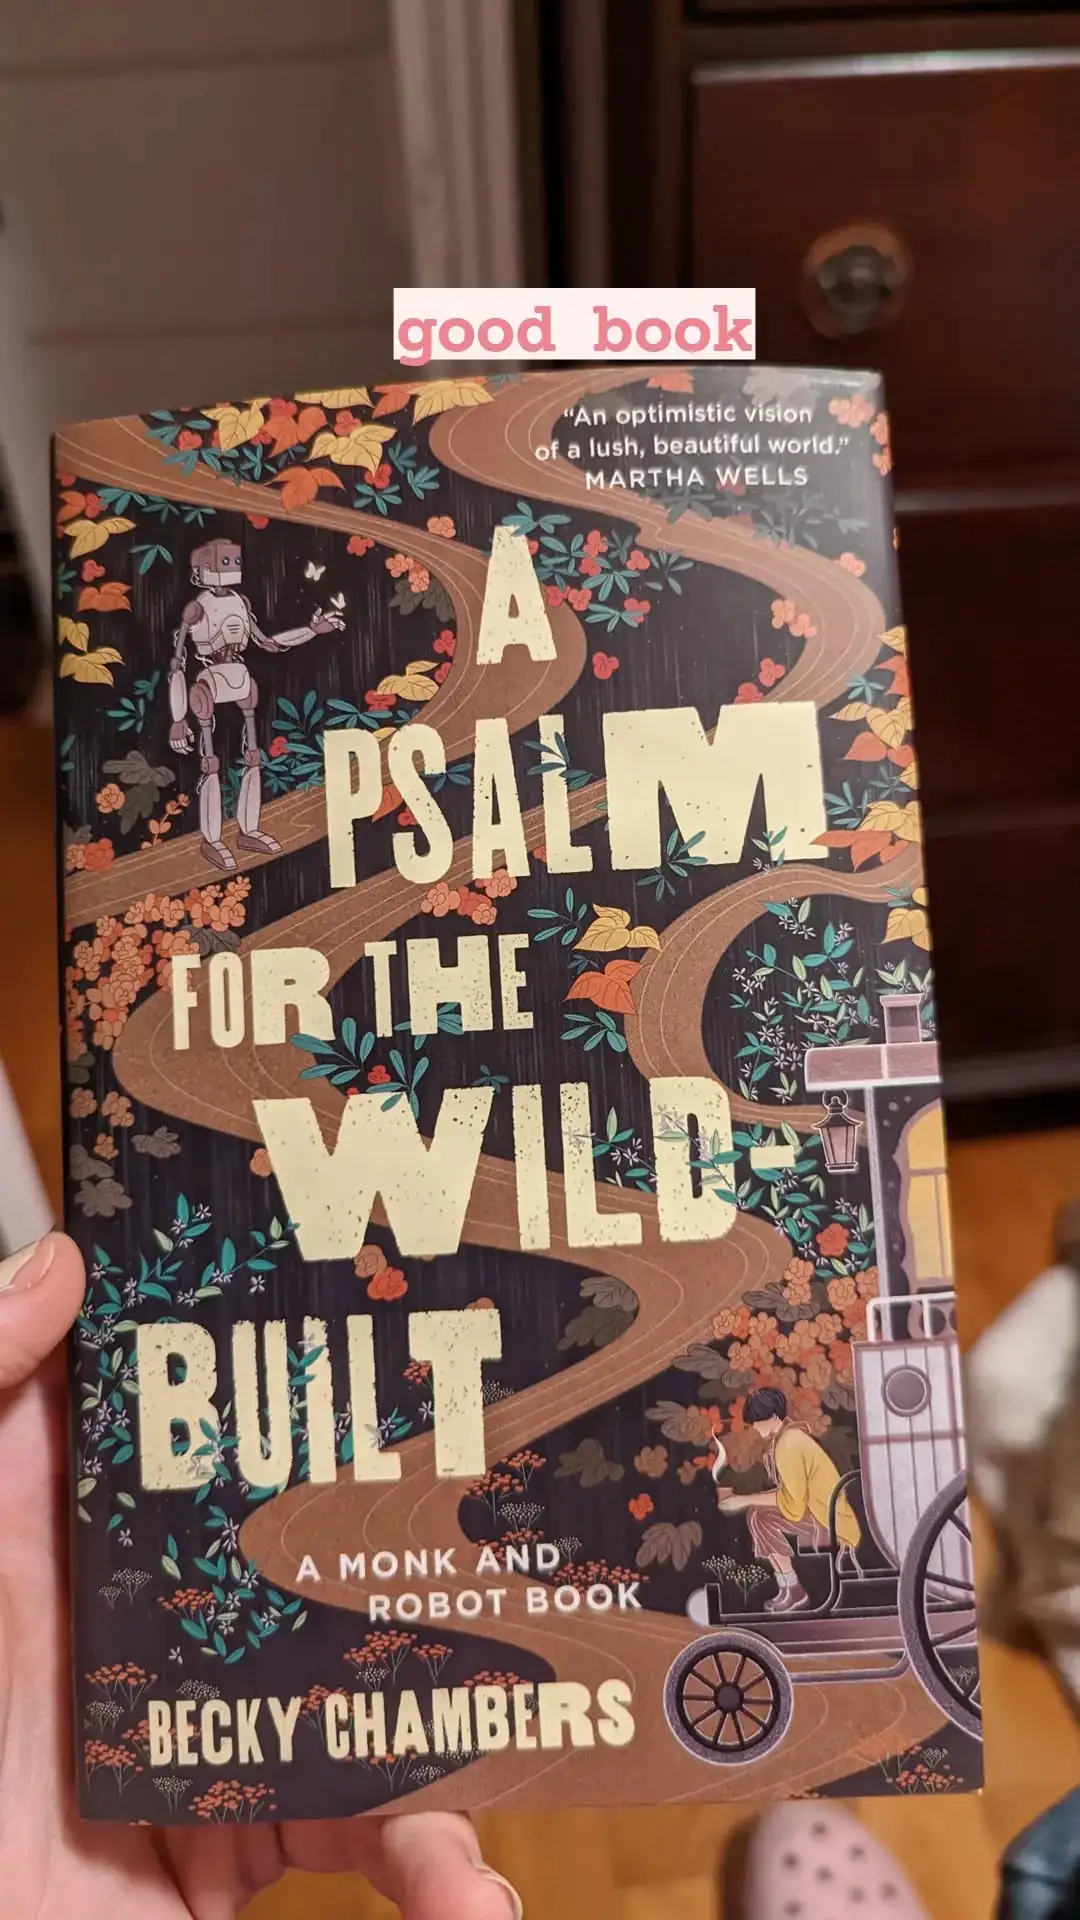 good book
“An optimistic vision
of a lush, beautiful world.”
MARTHA WELLS
A
PSALM
FOR THE
WILD-
BUILT
A MONK AND
ROBOT BOOK
BECKY CHAMBERS